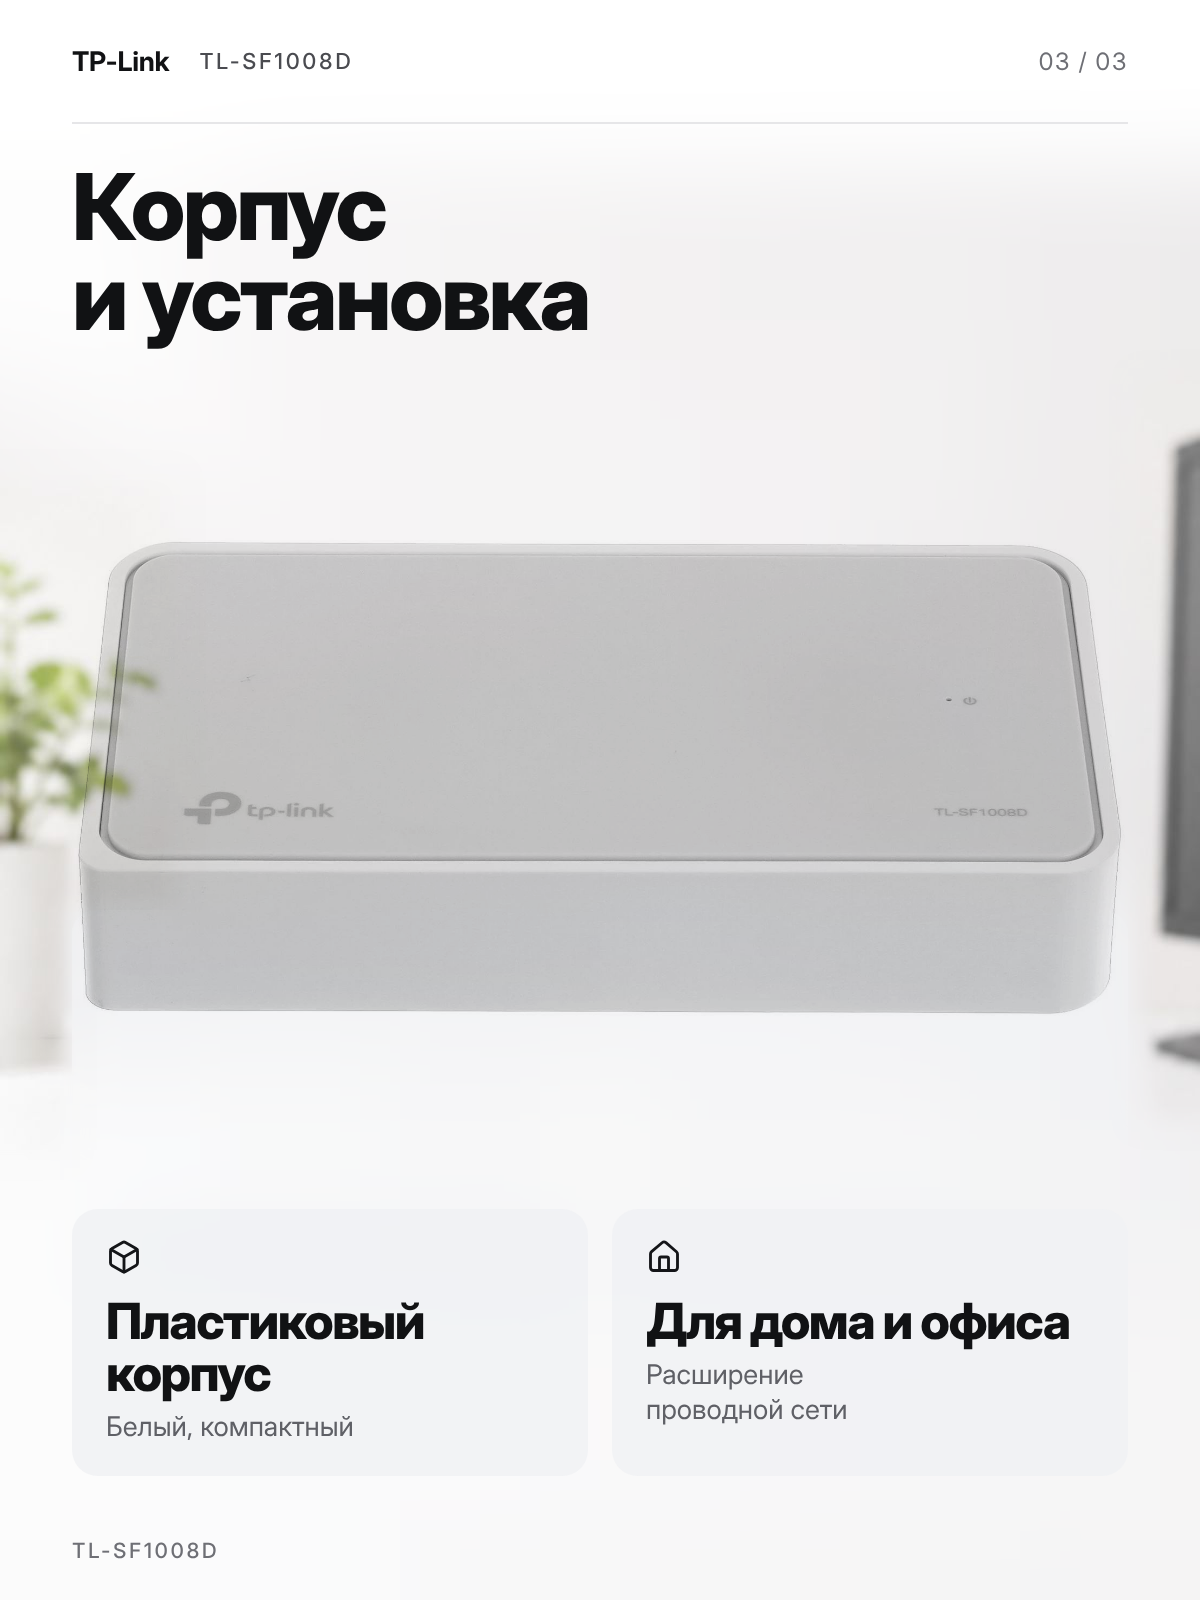 TP-Link TL-SF1008D 03 / 03
Корпус
и установка
tp-link TL-SF1008D
Пластиковый
корпус
Белый, компактный
Для дома и офиса
Расширение
проводной сети
TL-SF1008D